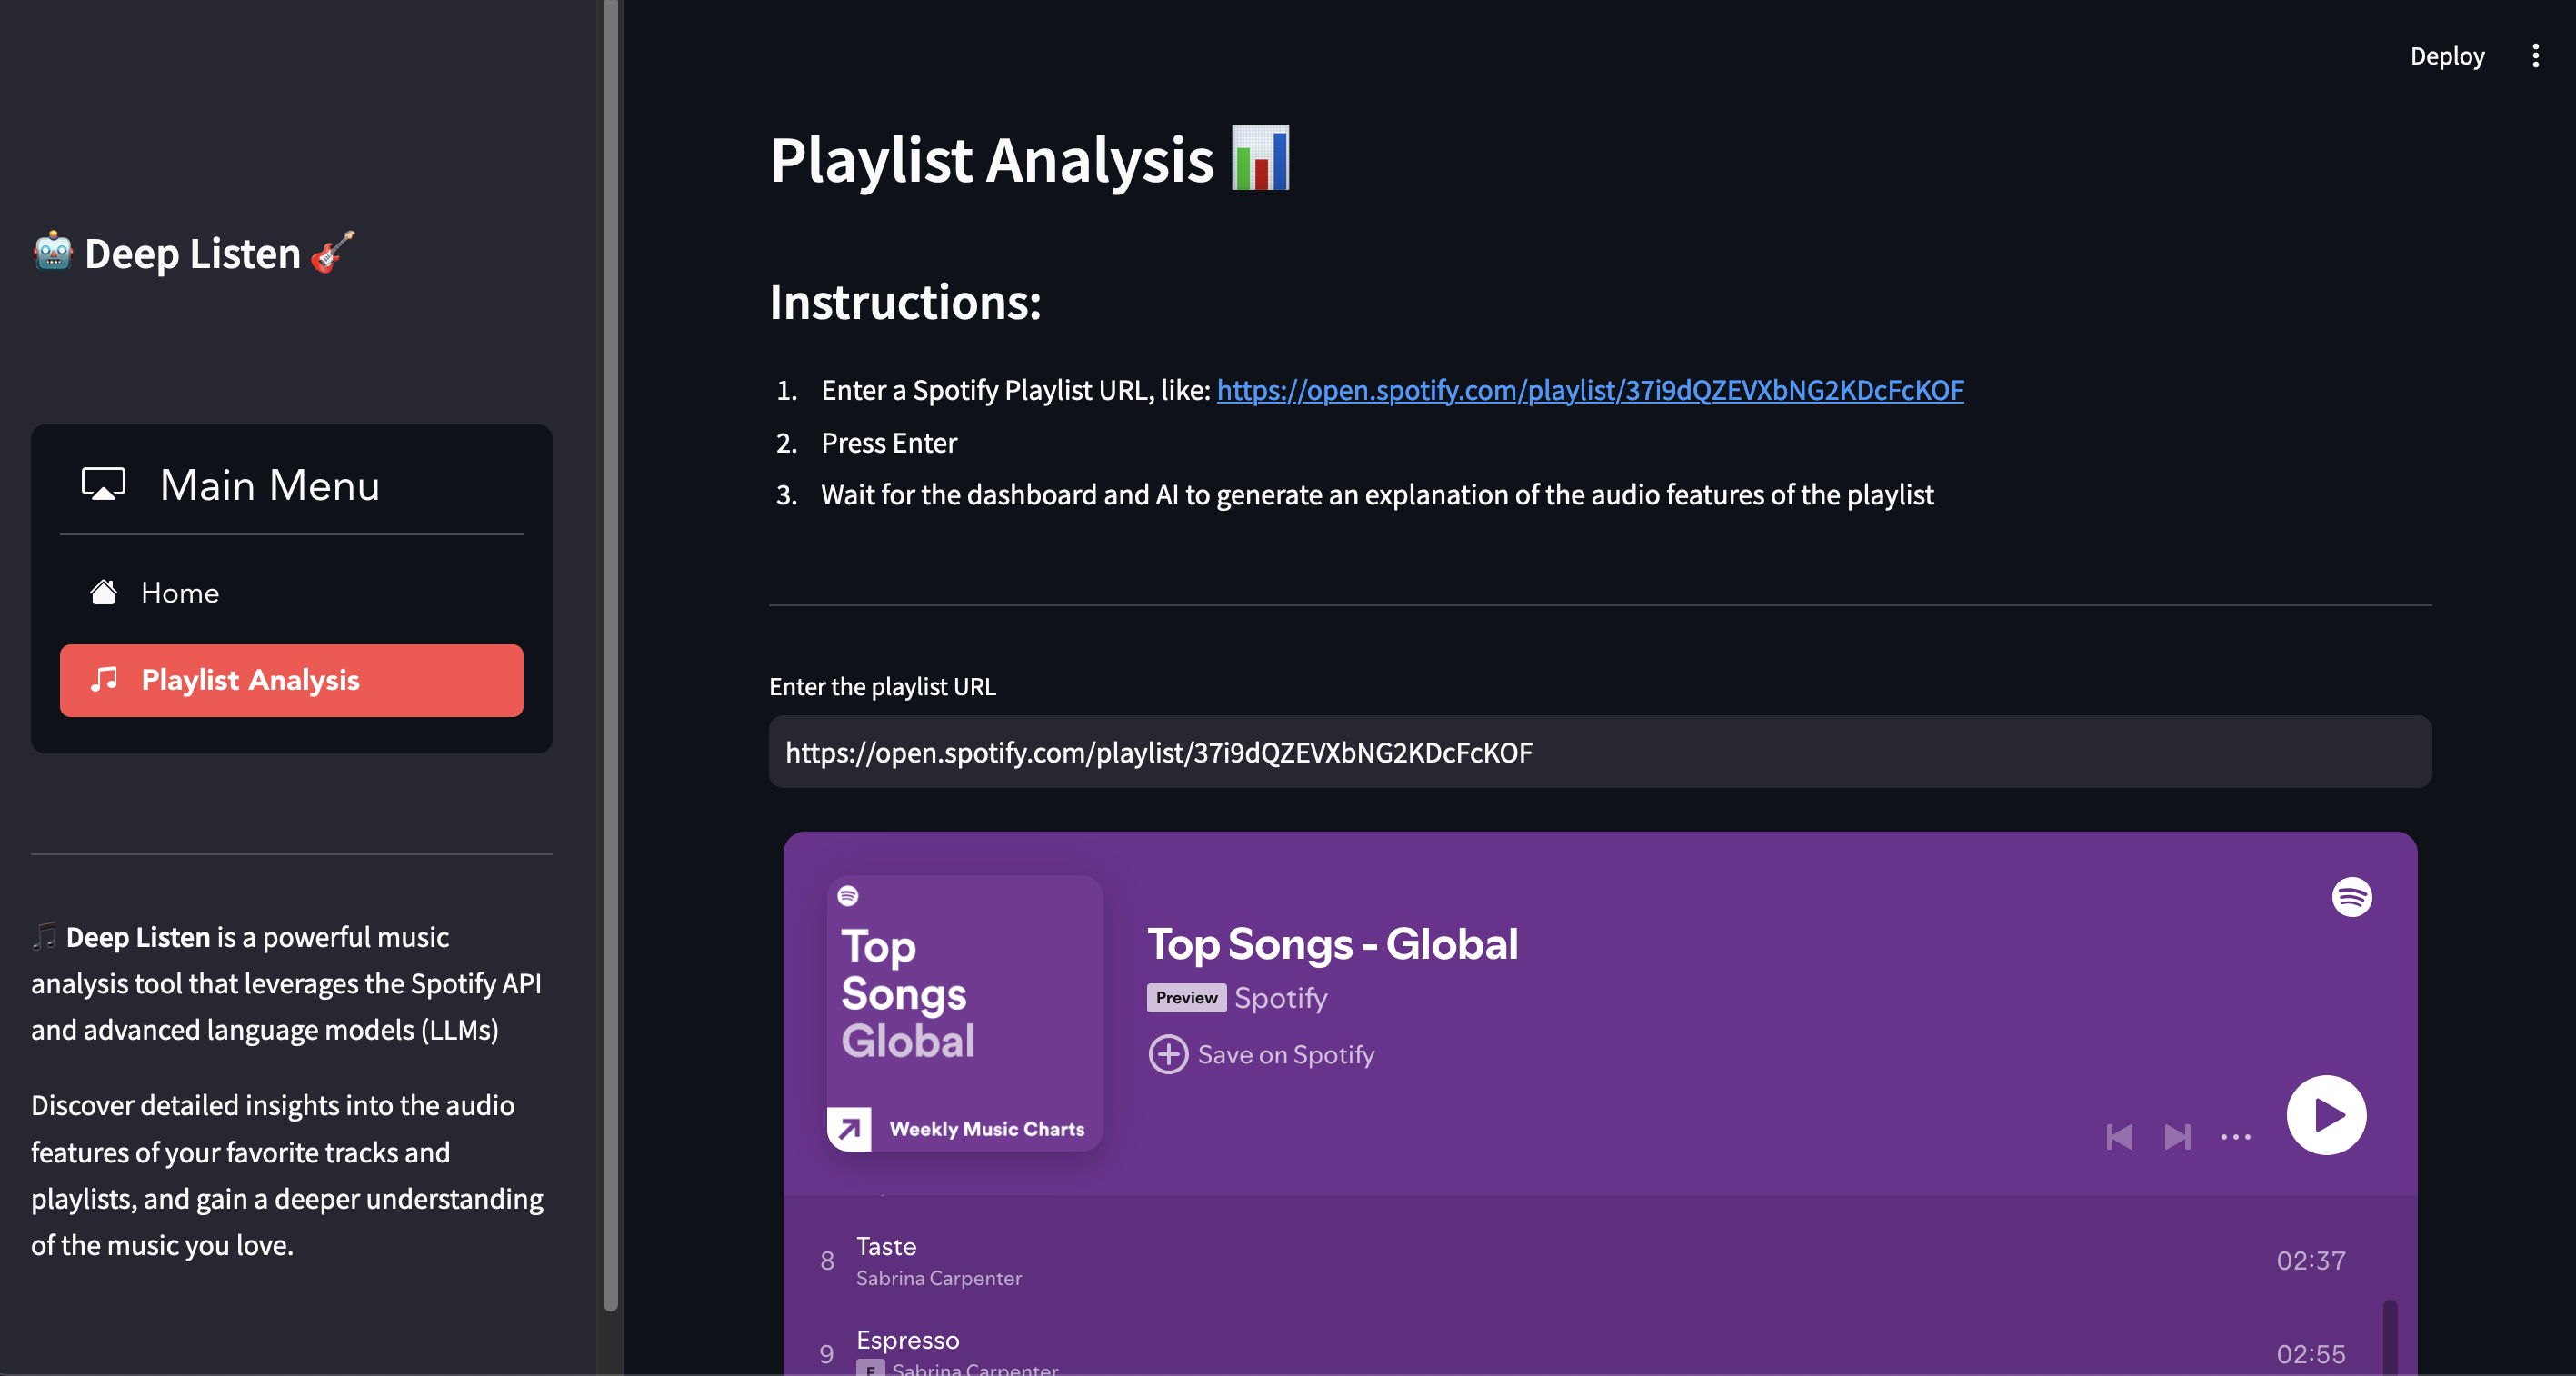 Deploy
🤖 Deep Listen 🎸
Main Menu
Home
Playlist Analysis
🎵 Deep Listen is a powerful music
analysis tool that leverages the Spotify API
and advanced language models (LLMs)
Discover detailed insights into the audio
features of your favorite tracks and
playlists, and gain a deeper understanding
of the music you love.
Playlist Analysis 📊
Instructions:
1. Enter a Spotify Playlist URL, like: https://open.spotify.com/playlist/37i9dQZEVXbNG2KDcFcKOF
2. Press Enter
3. Wait for the dashboard and AI to generate an explanation of the audio features of the playlist
Enter the playlist URL
https://open.spotify.com/playlist/37i9dQZEVXbNG2KDcFcKOF
Top
Songs
Global
Weekly Music Charts
Top Songs - Global
Preview Spotify
Save on Spotify
8 Taste 02:37
Sabrina Carpenter
9 Espresso 02:55
E Sabrina Carpenter